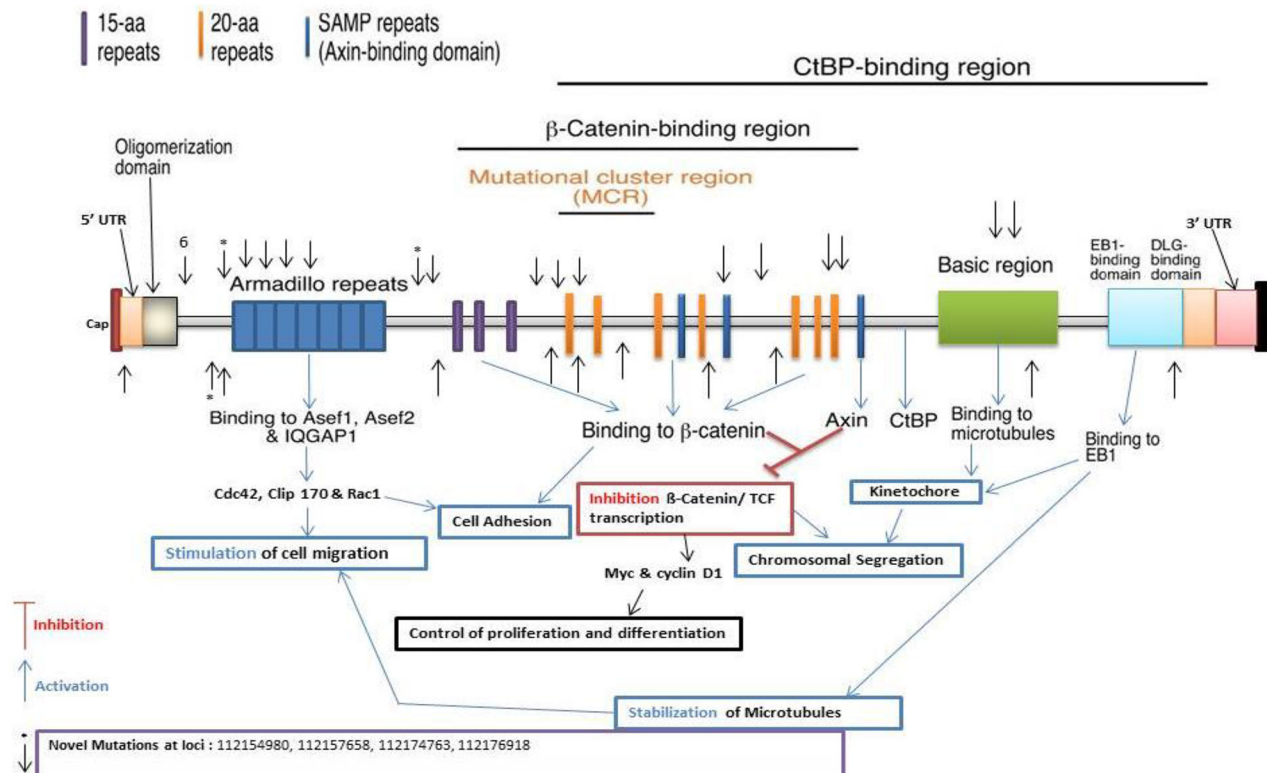 15-aa
repeats
20-aa
repeats
SAMP repeats
(Axin-binding domain)
CtBP-binding region
β-Catenin-binding region
Mutational cluster region
(MCR)
Oligomerization
domain
5’ UTR
6
*
*
3’ UTR
EB1-
binding
domain
DLG-
binding
domain
Armadillo repeats
Basic region
Cap
*
Binding to Asef1, Asef2
& IQGAP1
Binding to β-catenin
Axin
CtBP
Binding to
microtubules
Binding to
EB1
Cdc42, Clip 170 & Rac1
Cell Adhesion
Inhibition ß-Catenin/ TCF
transcription
Kinetochore
Stimulation of cell migration
Chromosomal Segregation
Myc & cyclin D1
Control of proliferation and differentiation
Inhibition
Activation
Stabilization of Microtubules
*
Novel Mutations at loci : 112154980, 112157658, 112174763, 112176918